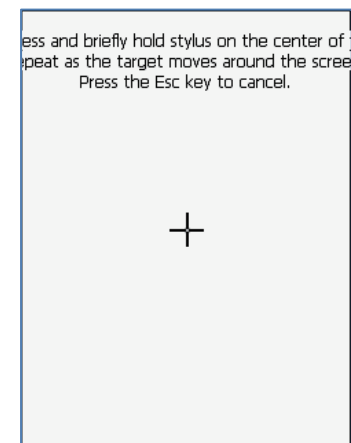 ess and briefly hold stylus on the center of
peat as the target moves around the scree
Press the Esc key to cancel.